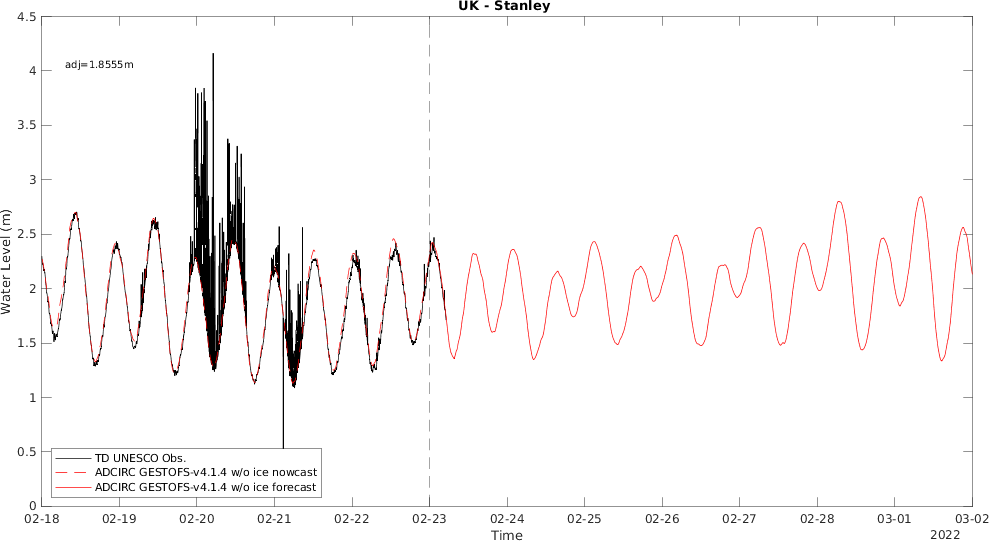 UK - Stanley
adj=1.8555m
Water Level (m)
4.5
4
3.5
3
2.5
2
1.5
1
0.5
0
TD UNESCO Obs.
ADCIRC GESTOFS-v4.1.4 w/o ice nowcast
ADCIRC GESTOFS-v4.1.4 w/o ice forecast
02-18 02-19 02-20 02-21 02-22 02-23 02-24 02-25 02-26 02-27 02-28 03-01 03-02
Time
2022